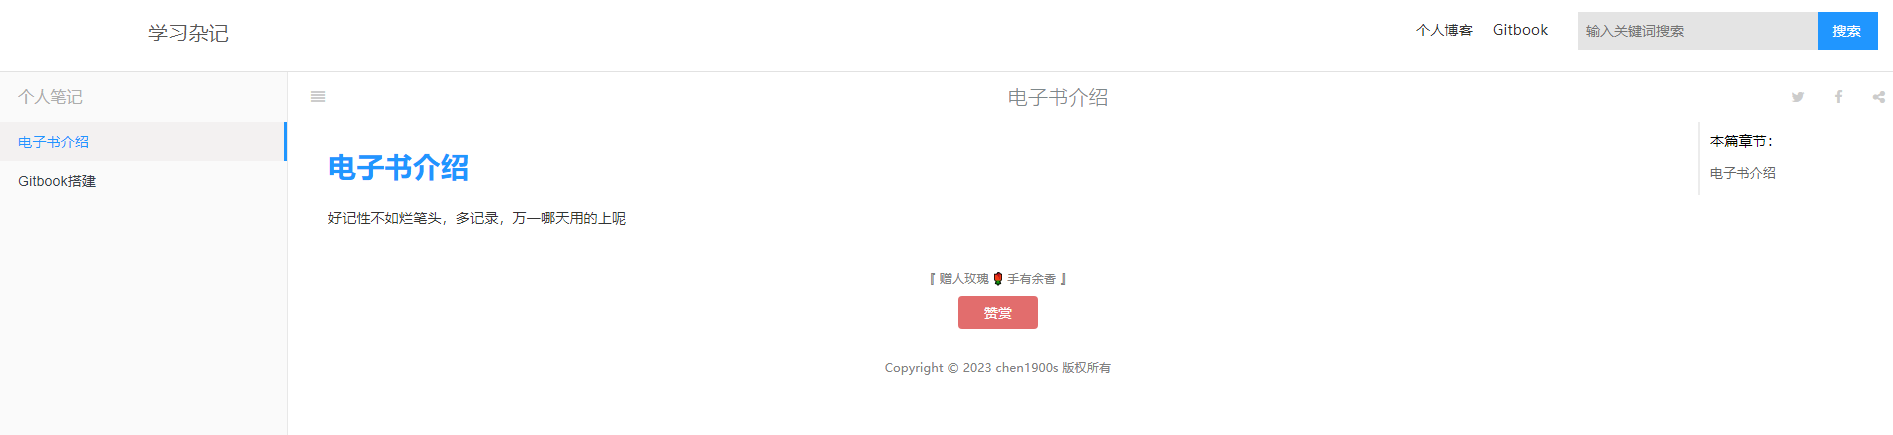 学习杂记
个人博客 Gitbook 输入关键词搜索 搜索
个人笔记
电子书介绍
Gitbook搭建
电子书介绍
电子书介绍
好记性不如烂笔头，多记录，万一哪天用的上呢
『 赠人玫瑰🌹手有余香 』
赞赏
Copyright © 2023 chen1900s 版权所有
本篇章节：
电子书介绍